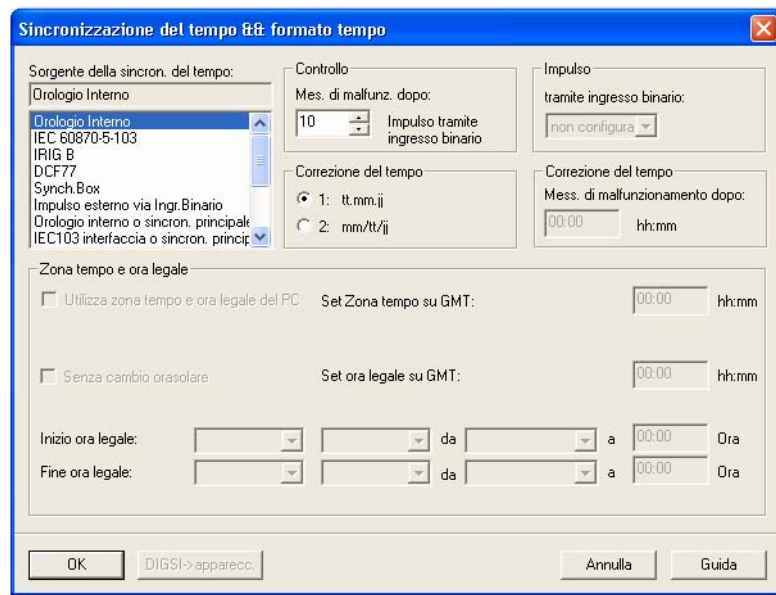 Sincronizzazione del tempo && formato tempo
Sorgente della sincron. del tempo:
Orologio Interno
Orologio Interno
IEC 60870-5-103
IRIG B
DCF77
Synch.Box
Impulso esterno via Ingr.Binario
Orologio interno o sincron. principale
IEC103 interfaccia o sincron. princip
Controllo
Mes. di malfunz. dopo:
10
Impulso tramite
ingresso binario
Impulso
tramite ingresso binario:
non configura
Correzione del tempo
1: tt.mm.jj
2: mm/tt/jj
Correzione del tempo
Mess. di malfunzionamento dopo:
00:00 hh:mm
Zona tempo e ora legale
Utilizza zona tempo e ora legale del PC Set Zona tempo su GMT: 00:00 hh:mm
Senza cambio orasolare Set ora legale su GMT: 00:00 hh:mm
Inizio ora legale: da a 00:00 Ora
Fine ora legale: da a 00:00 Ora
OK DIGSI->apparecc. Annulla Guida